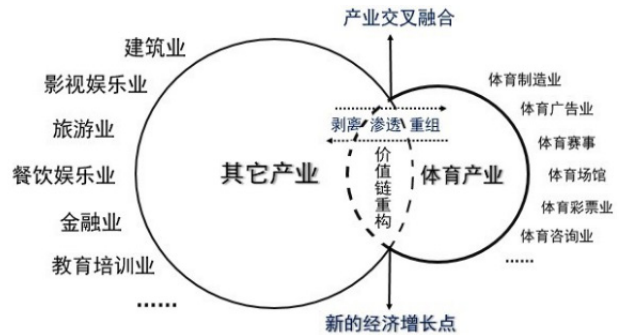 产业交叉融合
建筑业
影视娱乐业
旅游业
餐饮娱乐业
金融业
教育培训业
......
其它产业
剥离 渗透 重组
价值链重构
体育产业
体育制造业
体育广告业
体育赛事
体育场馆
体育彩票业
体育咨询业
......
新的经济增长点